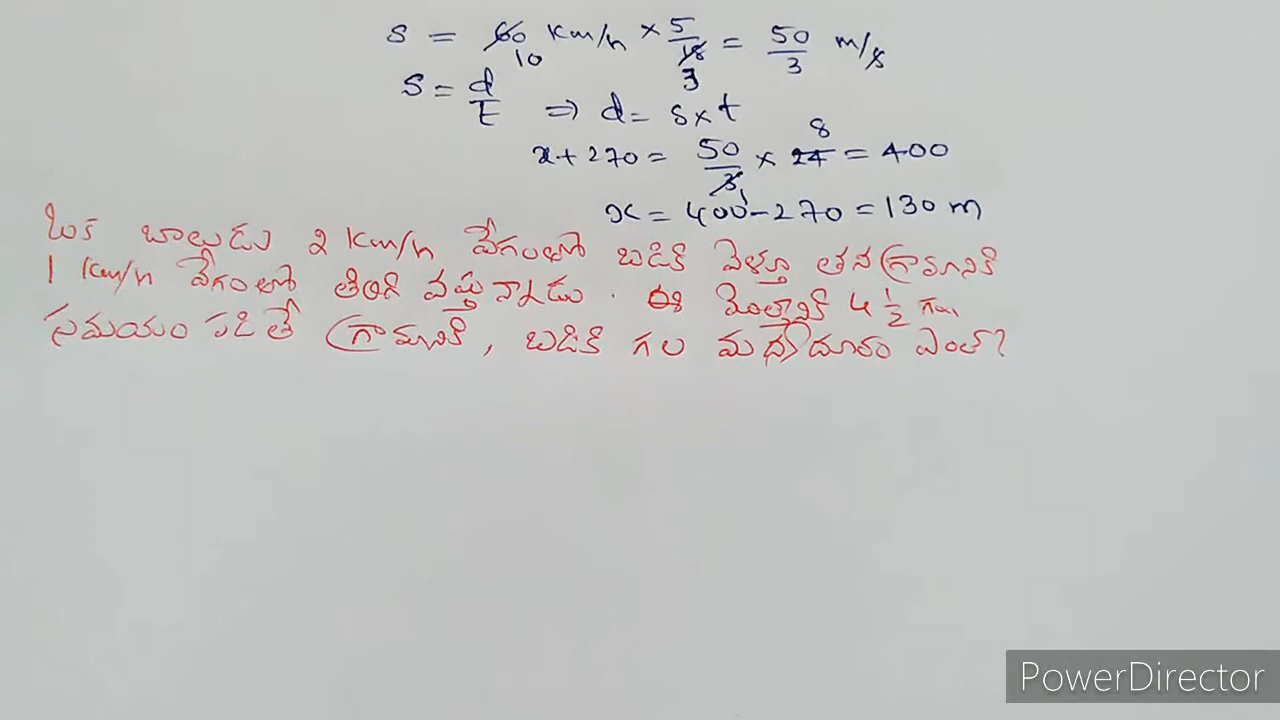 S = 60 km/h × 5/18 = 50/3 m/s
10 3
S = d/t ⇒ d = s×t
x + 270 = 50/3 × 24 = 400
8
1
x = 400 - 270 = 130 m
ఒక బాలుడు 2 km/h వేగంతో బడికి వెళ్తూ తన గ్రామానికి
1 km/h వేగంతో తిరిగి వస్తున్నాడు. ఈ మొత్తానికి 4 1/2 గం॥
సమయం పడితే గ్రామానికి, బడికి గల మధ్యదూరం ఎంత?
PowerDirector